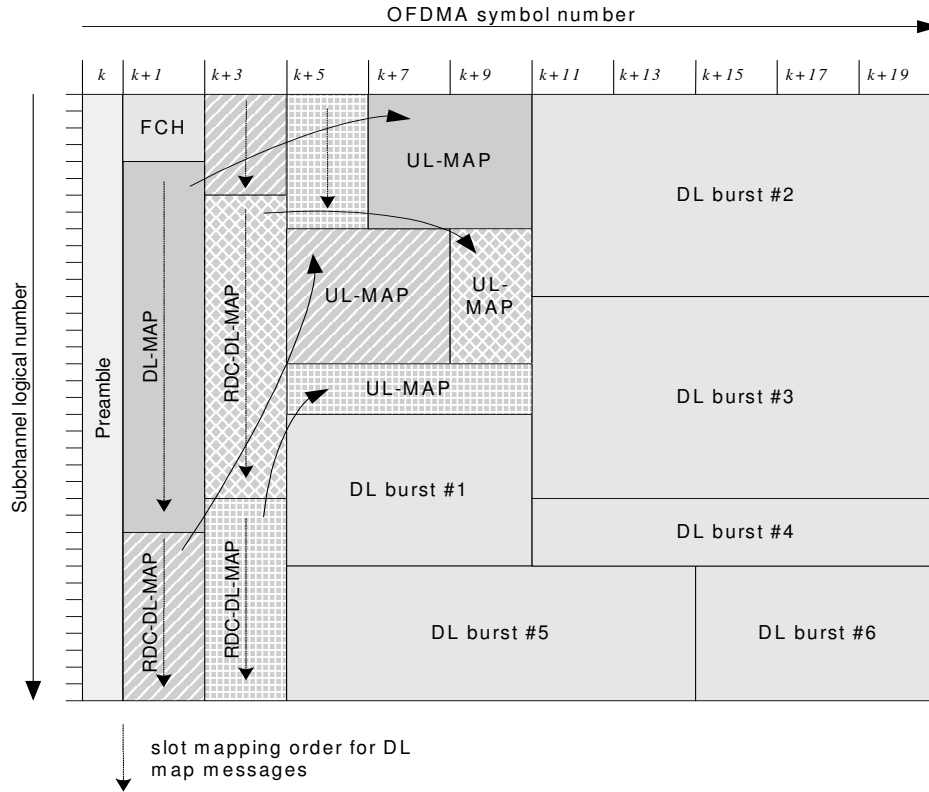 OFDMA symbol number
k
k+1
k+3
k+5
k+7
k+9
k+11
k+13
k+15
k+17
k+19
Subchannel logical number
Preamble
FCH
DL-MAP
RDC-DL-MAP
RDC-DL-MAP
RDC-DL-MAP
UL-MAP
UL-MAP
UL-
MAP
UL-MAP
DL burst #1
DL burst #2
DL burst #3
DL burst #4
DL burst #5
DL burst #6
slot mapping order for DL
map messages